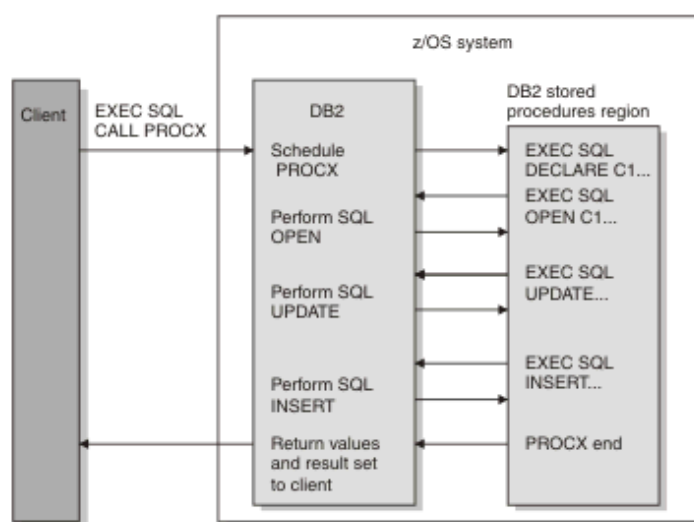 z/OS system
Client
EXEC SQL
CALL PROCX
DB2
DB2 stored
procedures region
Schedule
PROCX
EXEC SQL
DECLARE C1...
EXEC SQL
OPEN C1...
Perform SQL
OPEN
EXEC SQL
UPDATE...
Perform SQL
UPDATE
EXEC SQL
INSERT...
Perform SQL
INSERT
Return values
and result set
to client
PROCX end